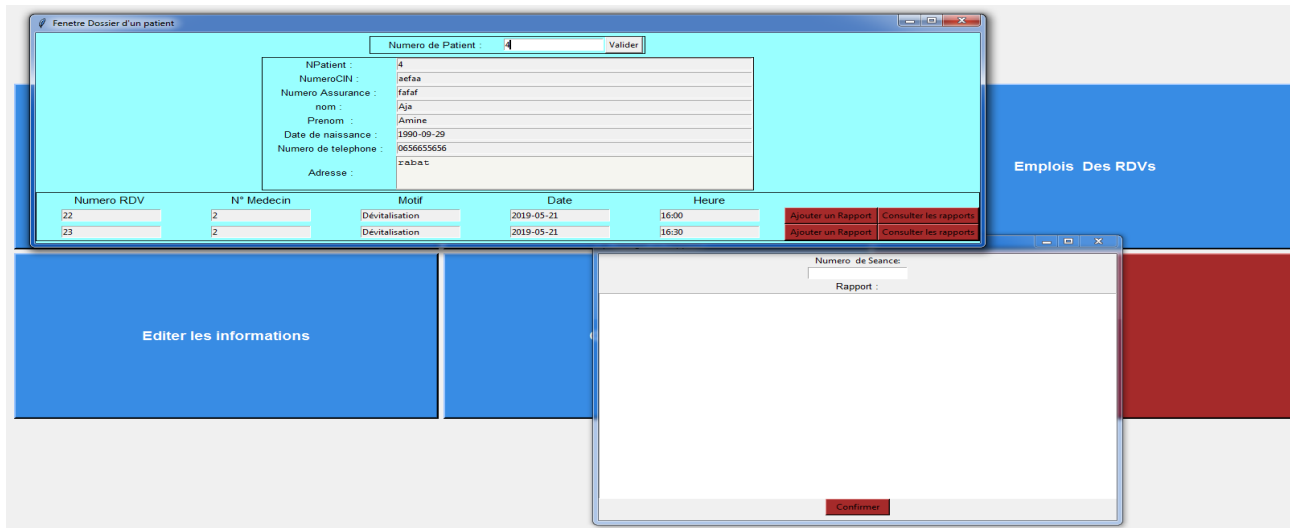 Fenetre Dossier d'un patient
Numero de Patient : 4 Valider
NPatient : 4
NumeroCIN : aefaa
Numero Assurance : fafaf
nom : Aja
Prenom : Amine
Date de naissance : 1990-09-29
Numero de telephone : 0656655656
Adresse : rabat
Numero RDV N° Medecin Motif Date Heure
22 2 Dévitalisation 2019-05-21 16:00 Ajouter un Rapport Consulter les rapports
23 2 Dévitalisation 2019-05-21 16:30 Ajouter un Rapport Consulter les rapports
Emplois Des RDVs
Editer les informations
Numero de Seance:
Rapport :
Confirmer